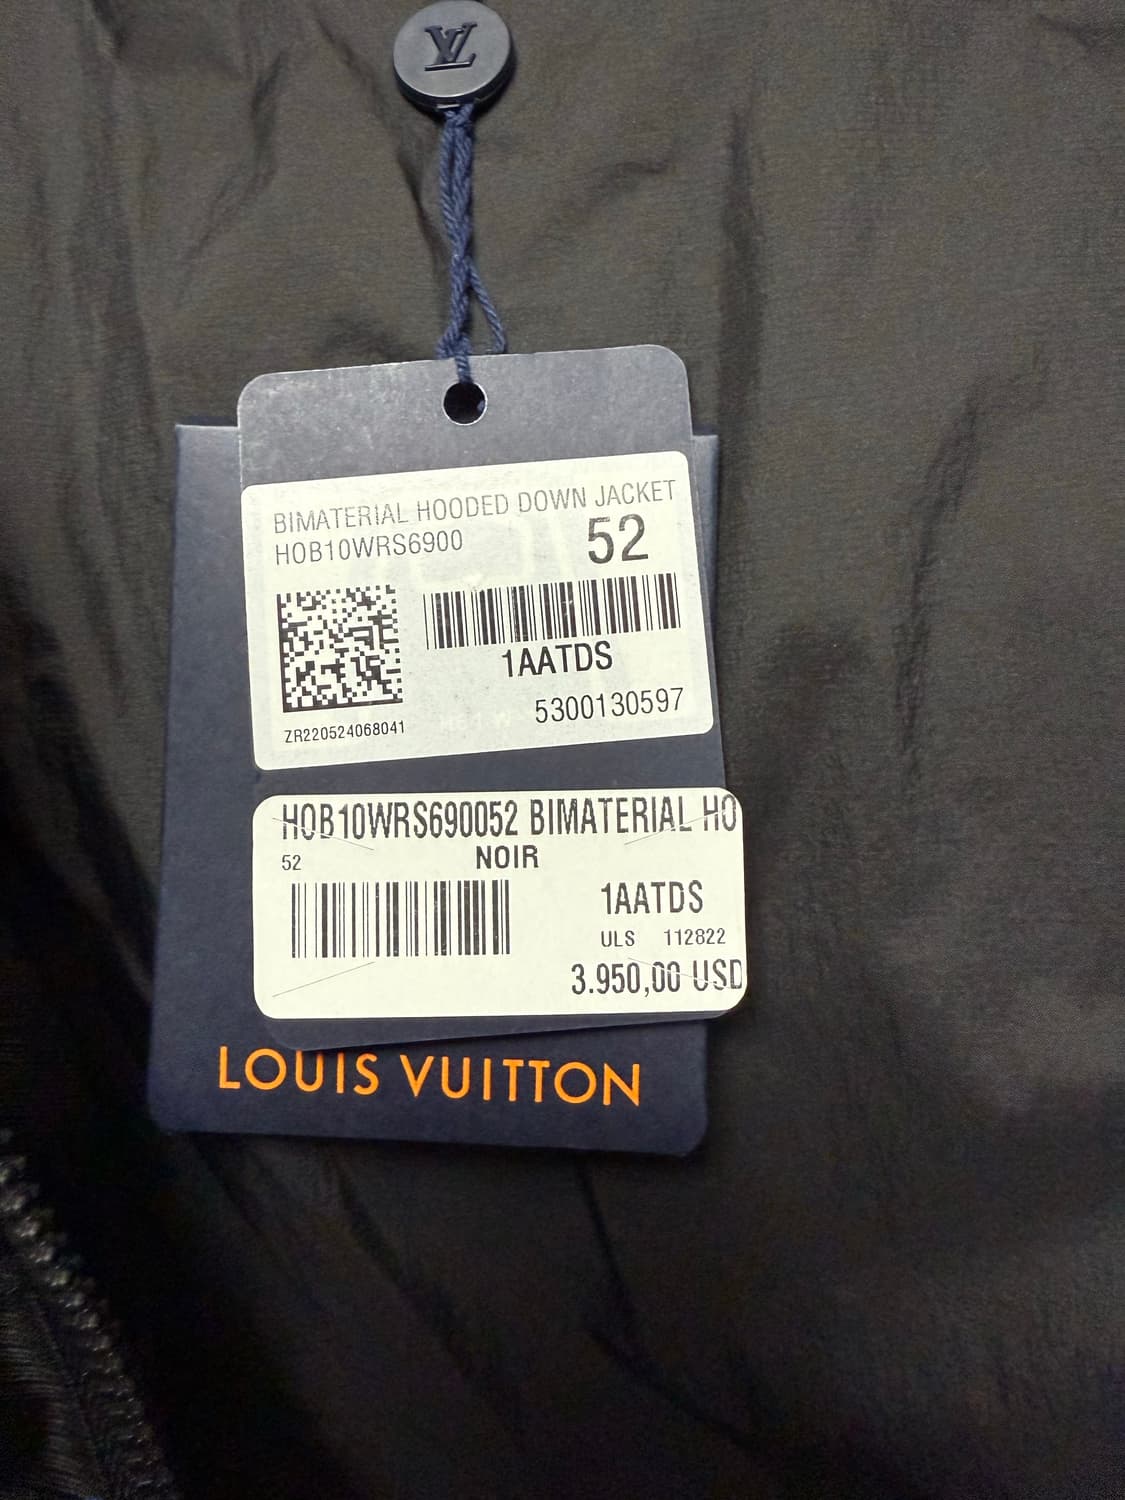 LV
BIMATERIAL HOODED DOWN JACKET
HOB10WRS6900
52
1AATDS
ZR220524068041
5300130597
HOB10WRS690052 BIMATERIAL HO
52 NOIR
1AATDS
ULS 112822
3.950,00 USD
LOUIS VUITTON